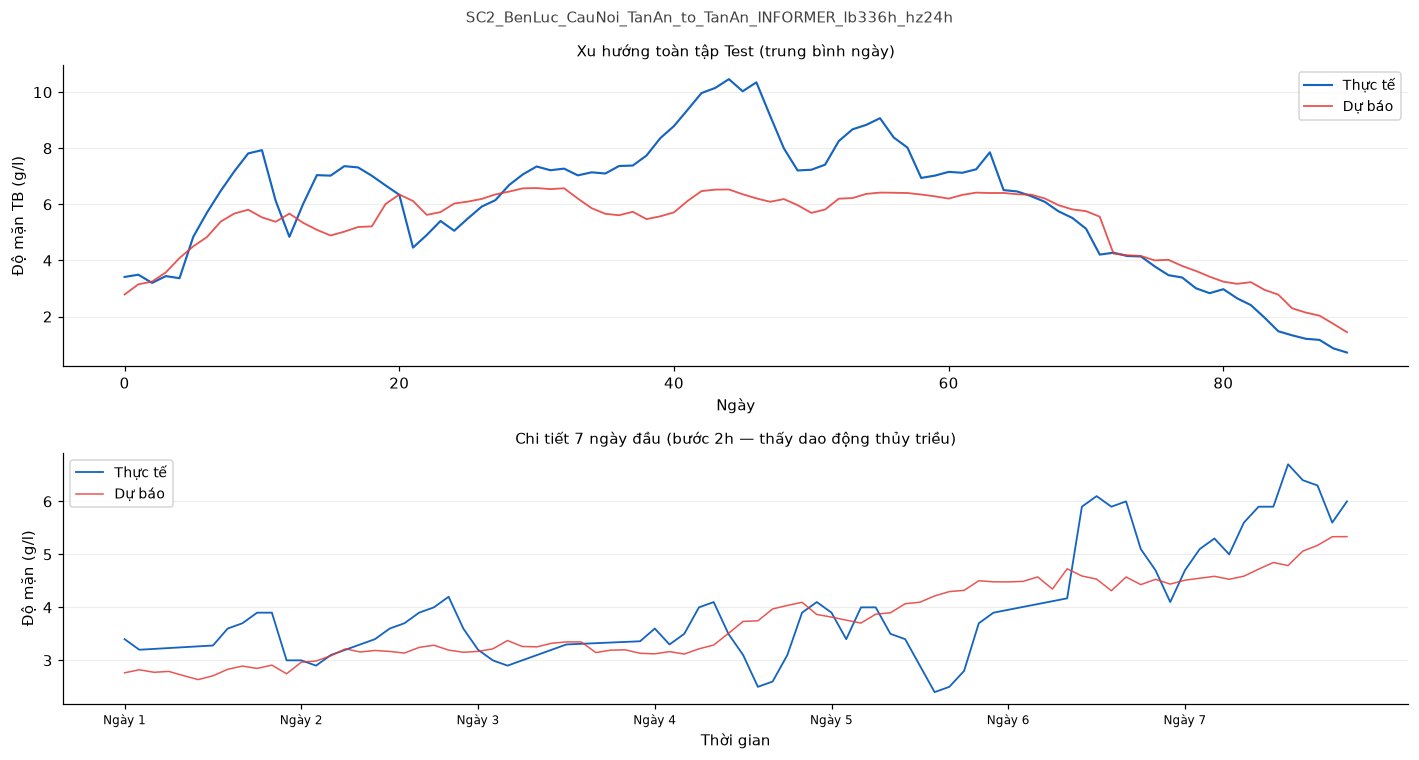 SC2_BenLuc_CauNoi_TanAn_to_TanAn_INFORMER_lb336h_hz24h
Xu hướng toàn tập Test (trung bình ngày)
Độ mặn TB (g/l)
10
8
6
4
2
Thực tế
Dự báo
0
20
40
60
80
Ngày
Chi tiết 7 ngày đầu (bước 2h — thấy dao động thủy triều)
Độ mặn (g/l)
6
5
4
3
Thực tế
Dự báo
Ngày 1
Ngày 2
Ngày 3
Ngày 4
Ngày 5
Ngày 6
Ngày 7
Thời gian